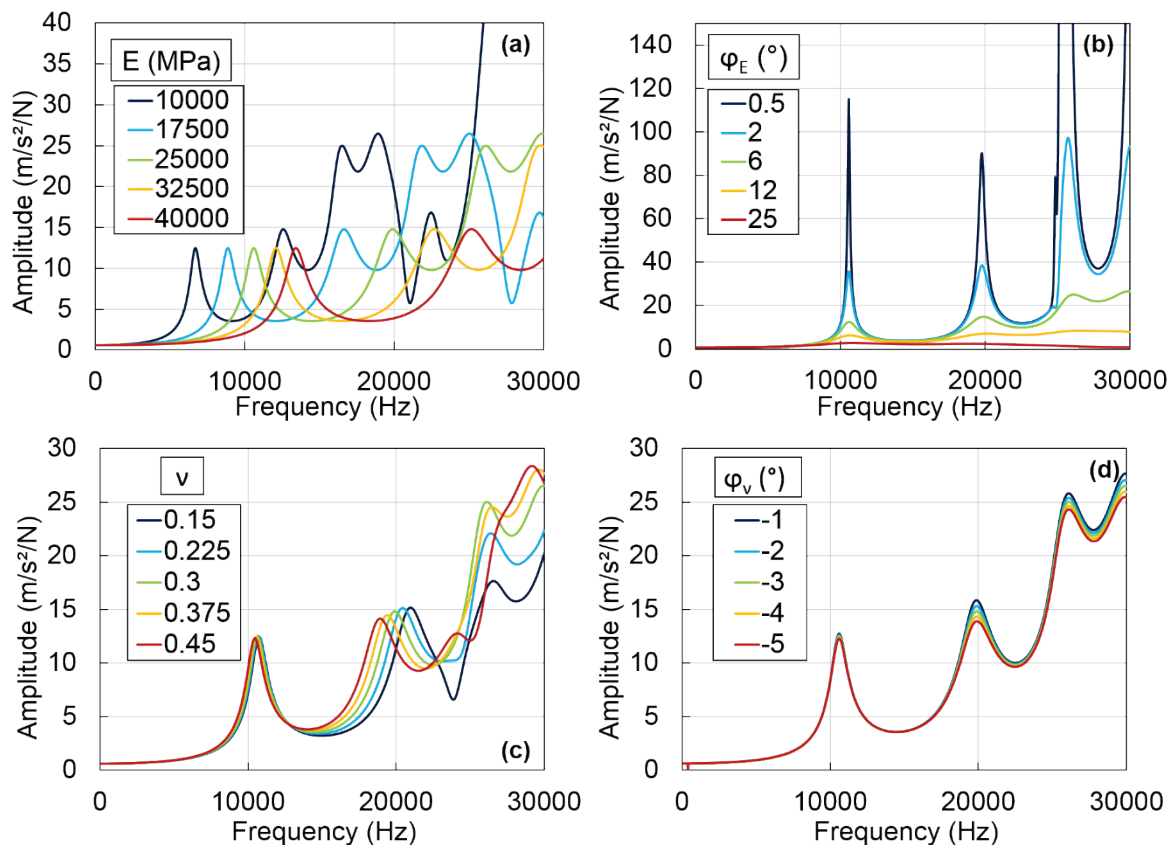 40
35
30
25
20
15
10
5
0
Amplitude (m/s²/N)
E (MPa)
10000
17500
25000
32500
40000
(a)
0 10000 20000 30000
Frequency (Hz)
140
120
100
80
60
40
20
0
Amplitude (m/s²/N)
φE (°)
0.5
2
6
12
25
(b)
0 10000 20000 30000
Frequency (Hz)
30
25
20
15
10
5
0
Amplitude (m/s²/N)
ν
0.15
0.225
0.3
0.375
0.45
(c)
0 10000 20000 30000
Frequency (Hz)
30
25
20
15
10
5
0
Amplitude (m/s²/N)
φν (°)
-1
-2
-3
-4
-5
(d)
0 10000 20000 30000
Frequency (Hz)